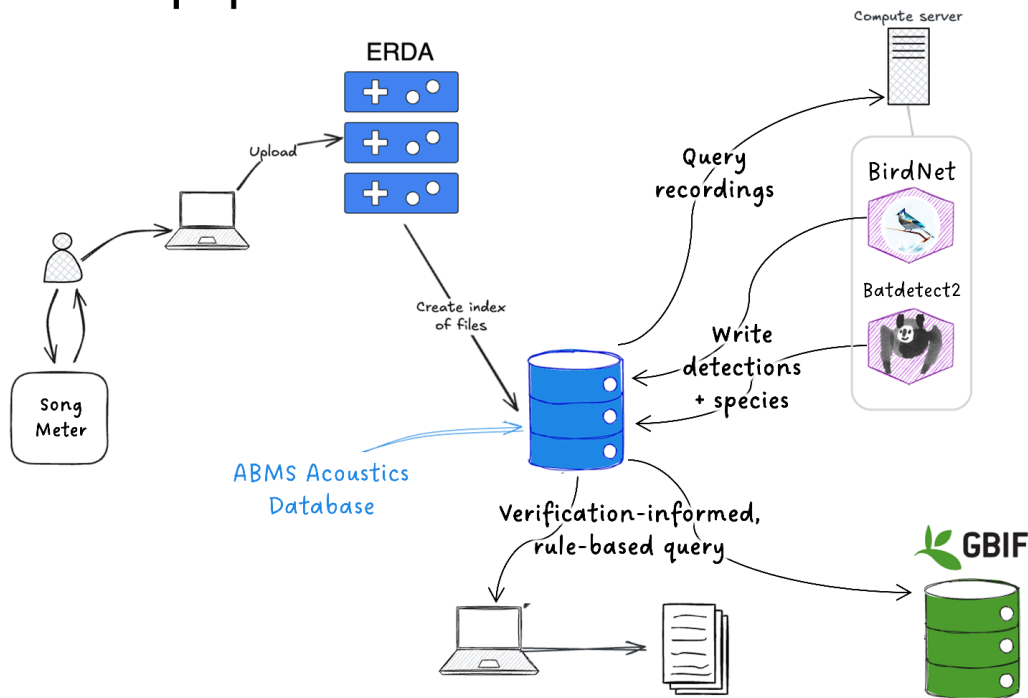 Compute server
ERDA
Upload
Query
recordings
BirdNet
Batdetect2
Create index
of files
Write
detections
+ species
Song
Meter
ABMS Acoustics
Database
Verification-informed,
rule-based query
GBIF